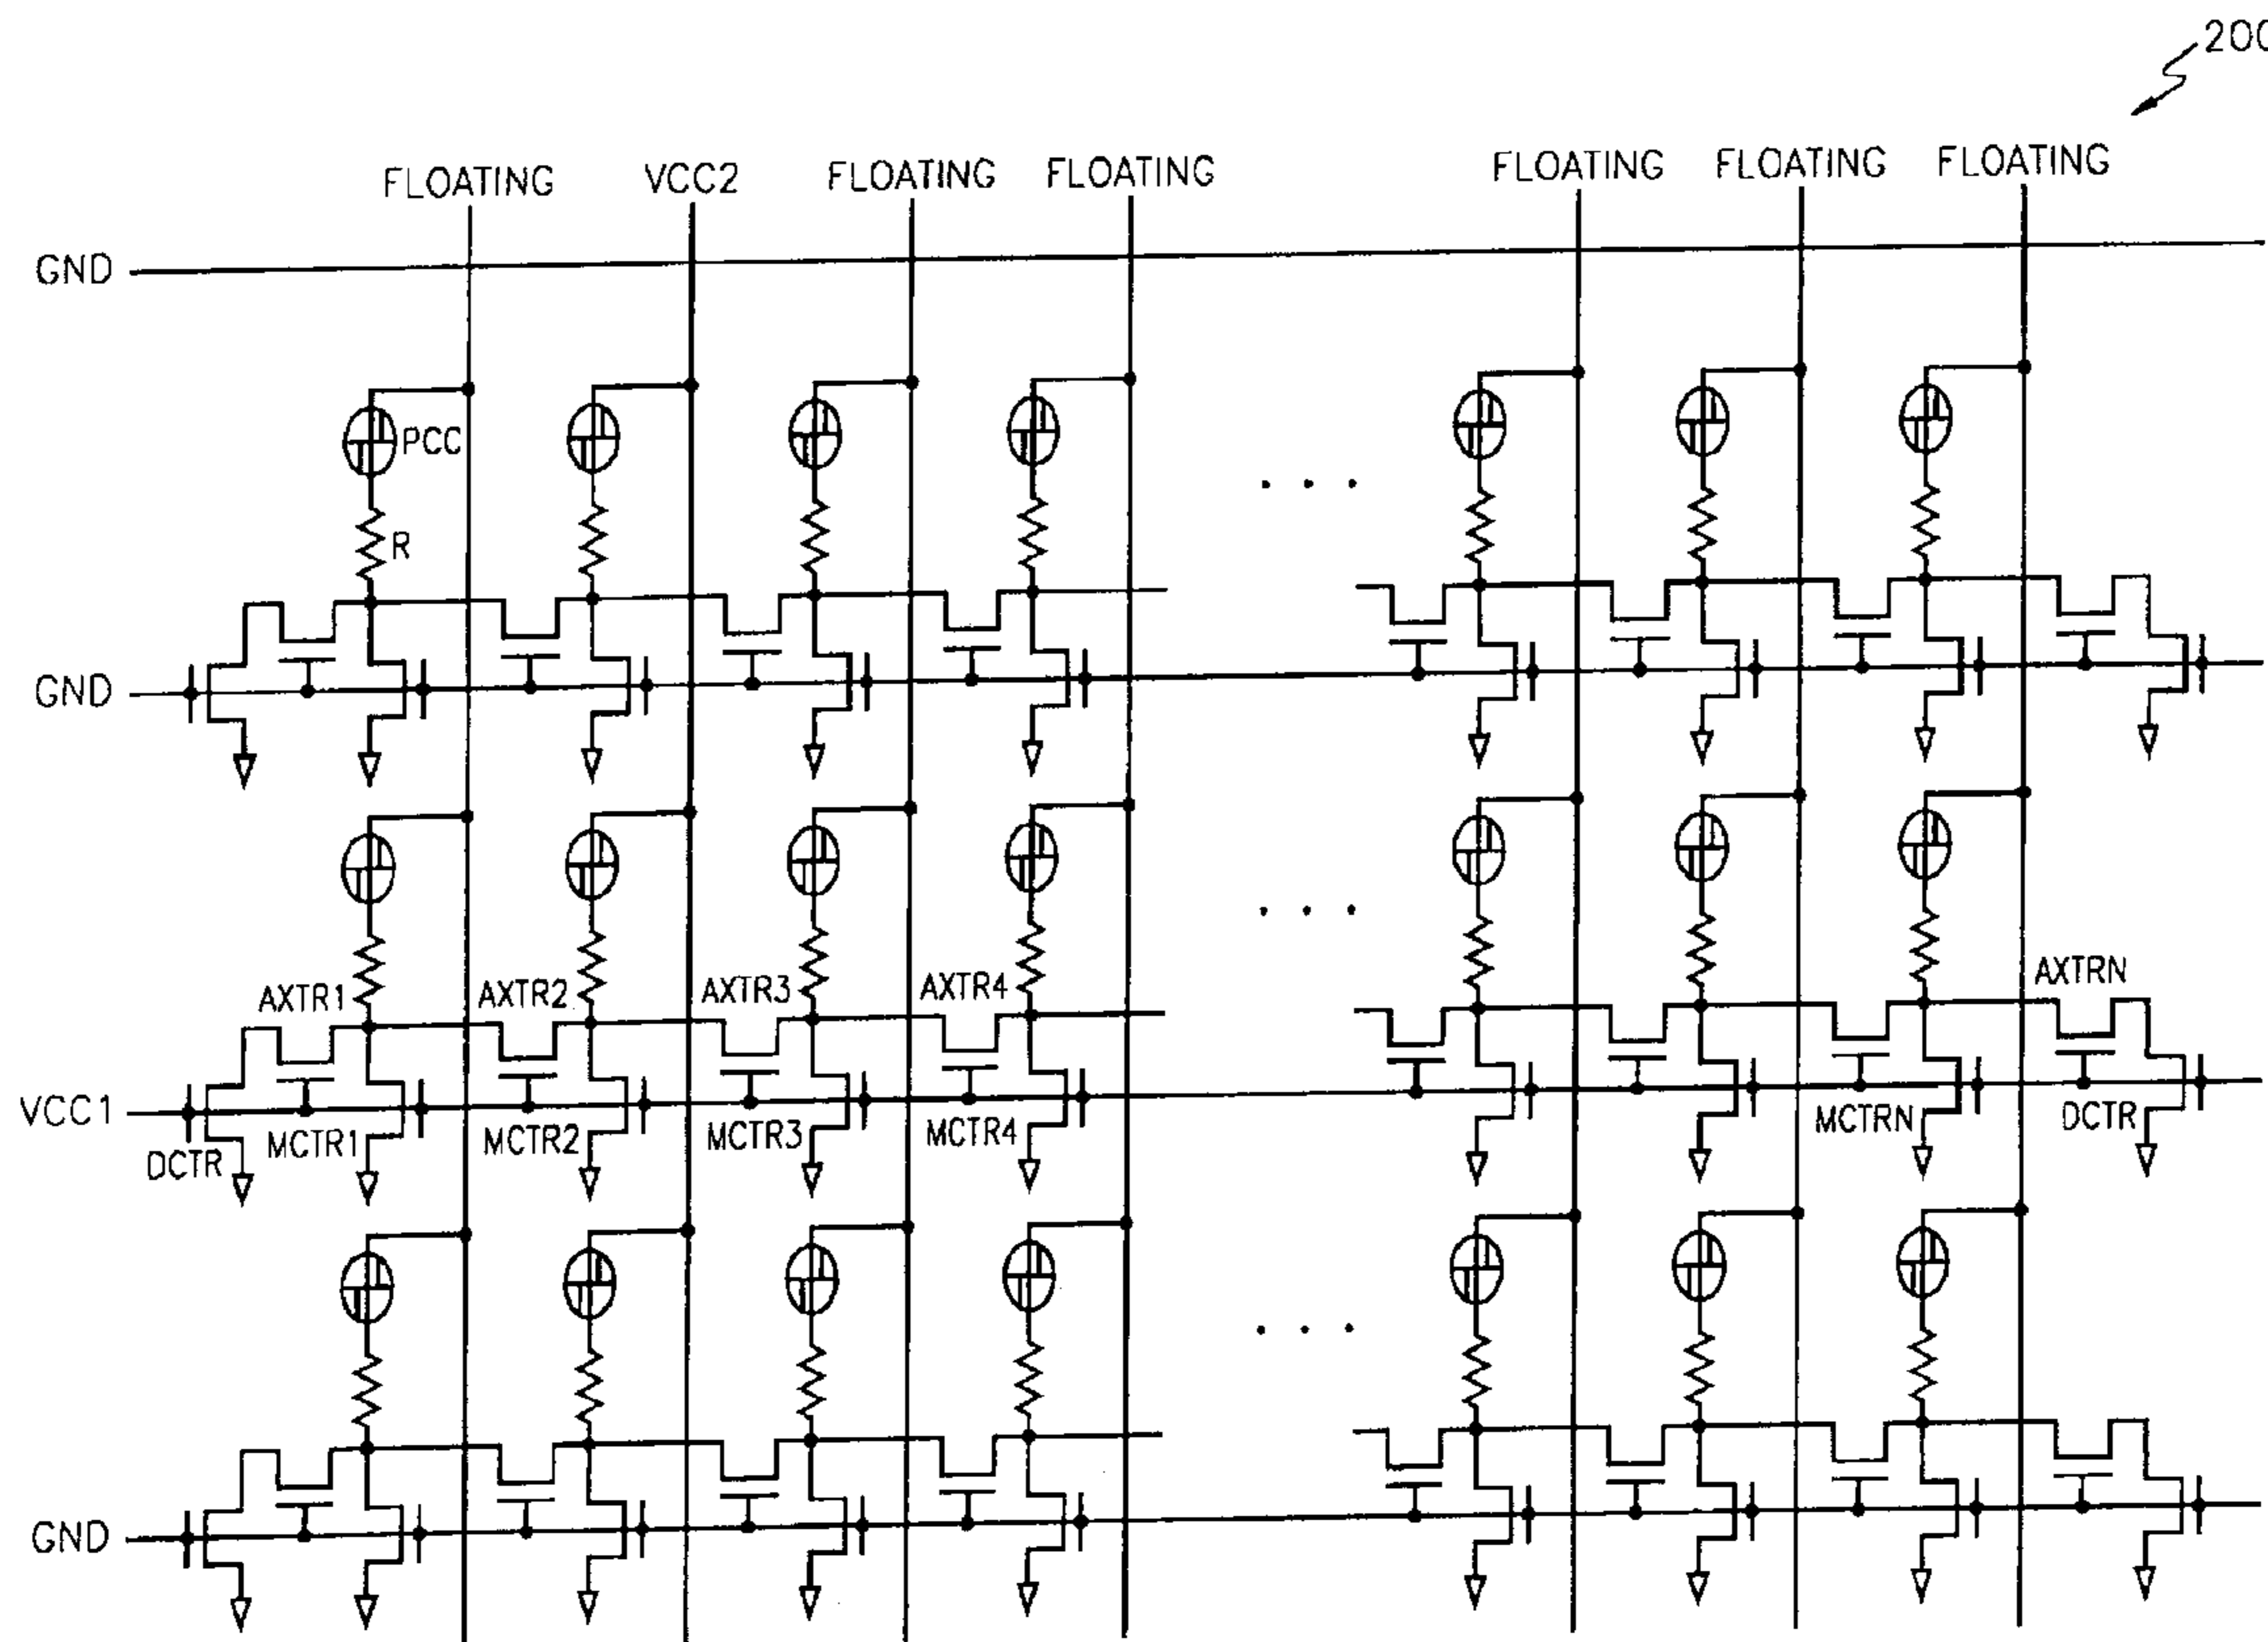 200
FLOATING VCC2 FLOATING FLOATING FLOATING FLOATING FLOATING
GND
PCC
. . .
R
GND
. . .
AXTR1 AXTR2 AXTR3 AXTR4 AXTRN
VCC1
DCTR MCTR1 MCTR2 MCTR3 MCTR4 MCTRN DCTR
. . .
GND